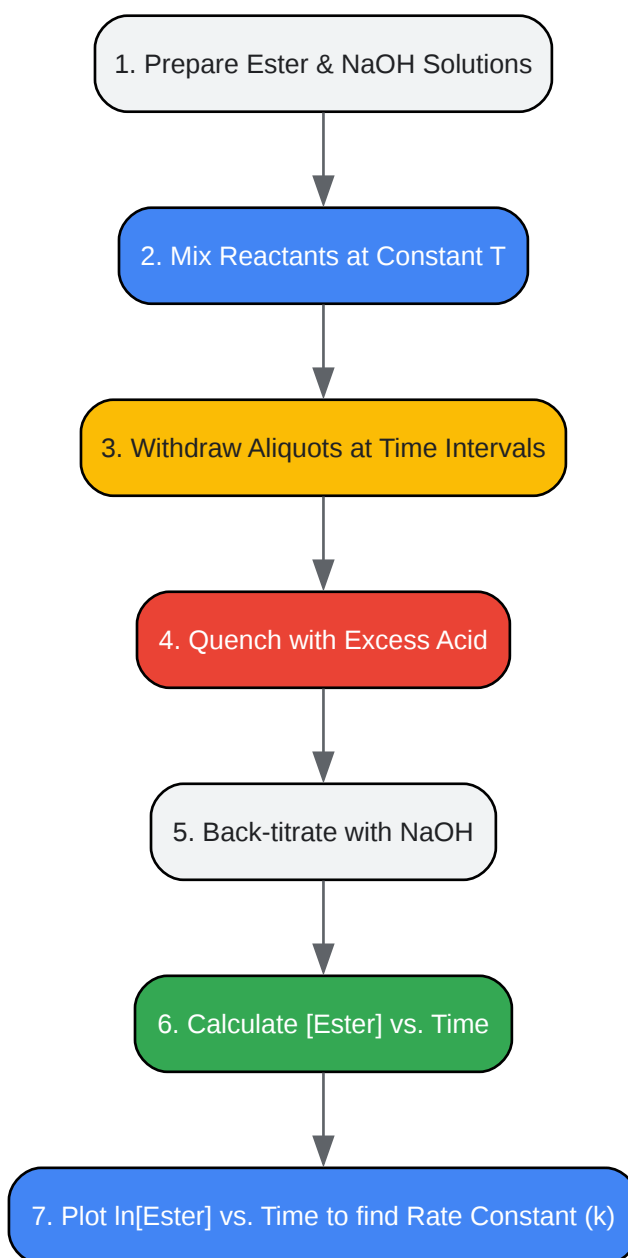 1. Prepare Ester & NaOH Solutions
2. Mix Reactants at Constant T
3. Withdraw Aliquots at Time Intervals
4. Quench with Excess Acid
5. Back-titrate with NaOH
6. Calculate [Ester] vs. Time
7. Plot ln[Ester] vs. Time to find Rate Constant (k)